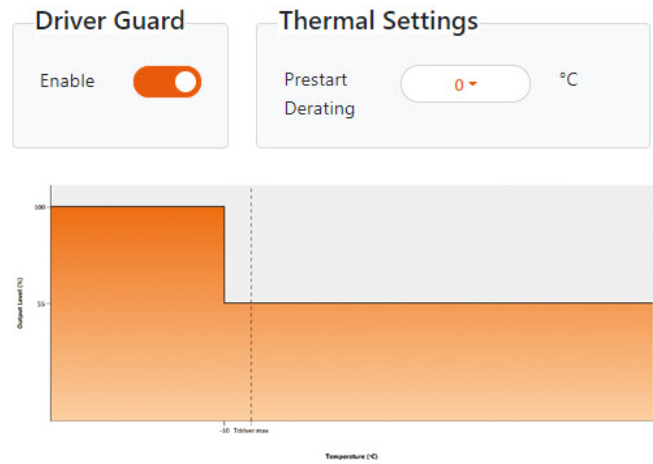 Driver Guard
Enable
Thermal Settings
Prestart
Derating
0
°C
100
55
Output Level (%)
-10 Tdriver max
Temperature (°C)